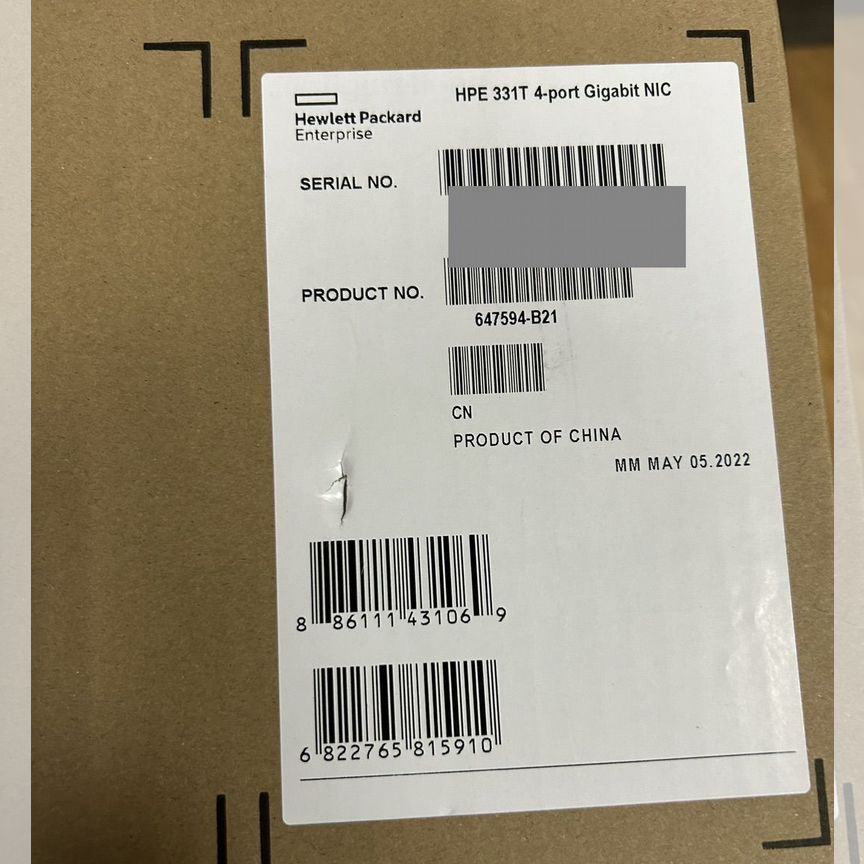 HPE 331T 4-port Gigabit NIC
Hewlett Packard
Enterprise
SERIAL NO.
PRODUCT NO.
647594-B21
CN
PRODUCT OF CHINA
MM MAY 05.2022
8 86111 43106 9
6 822765 815910